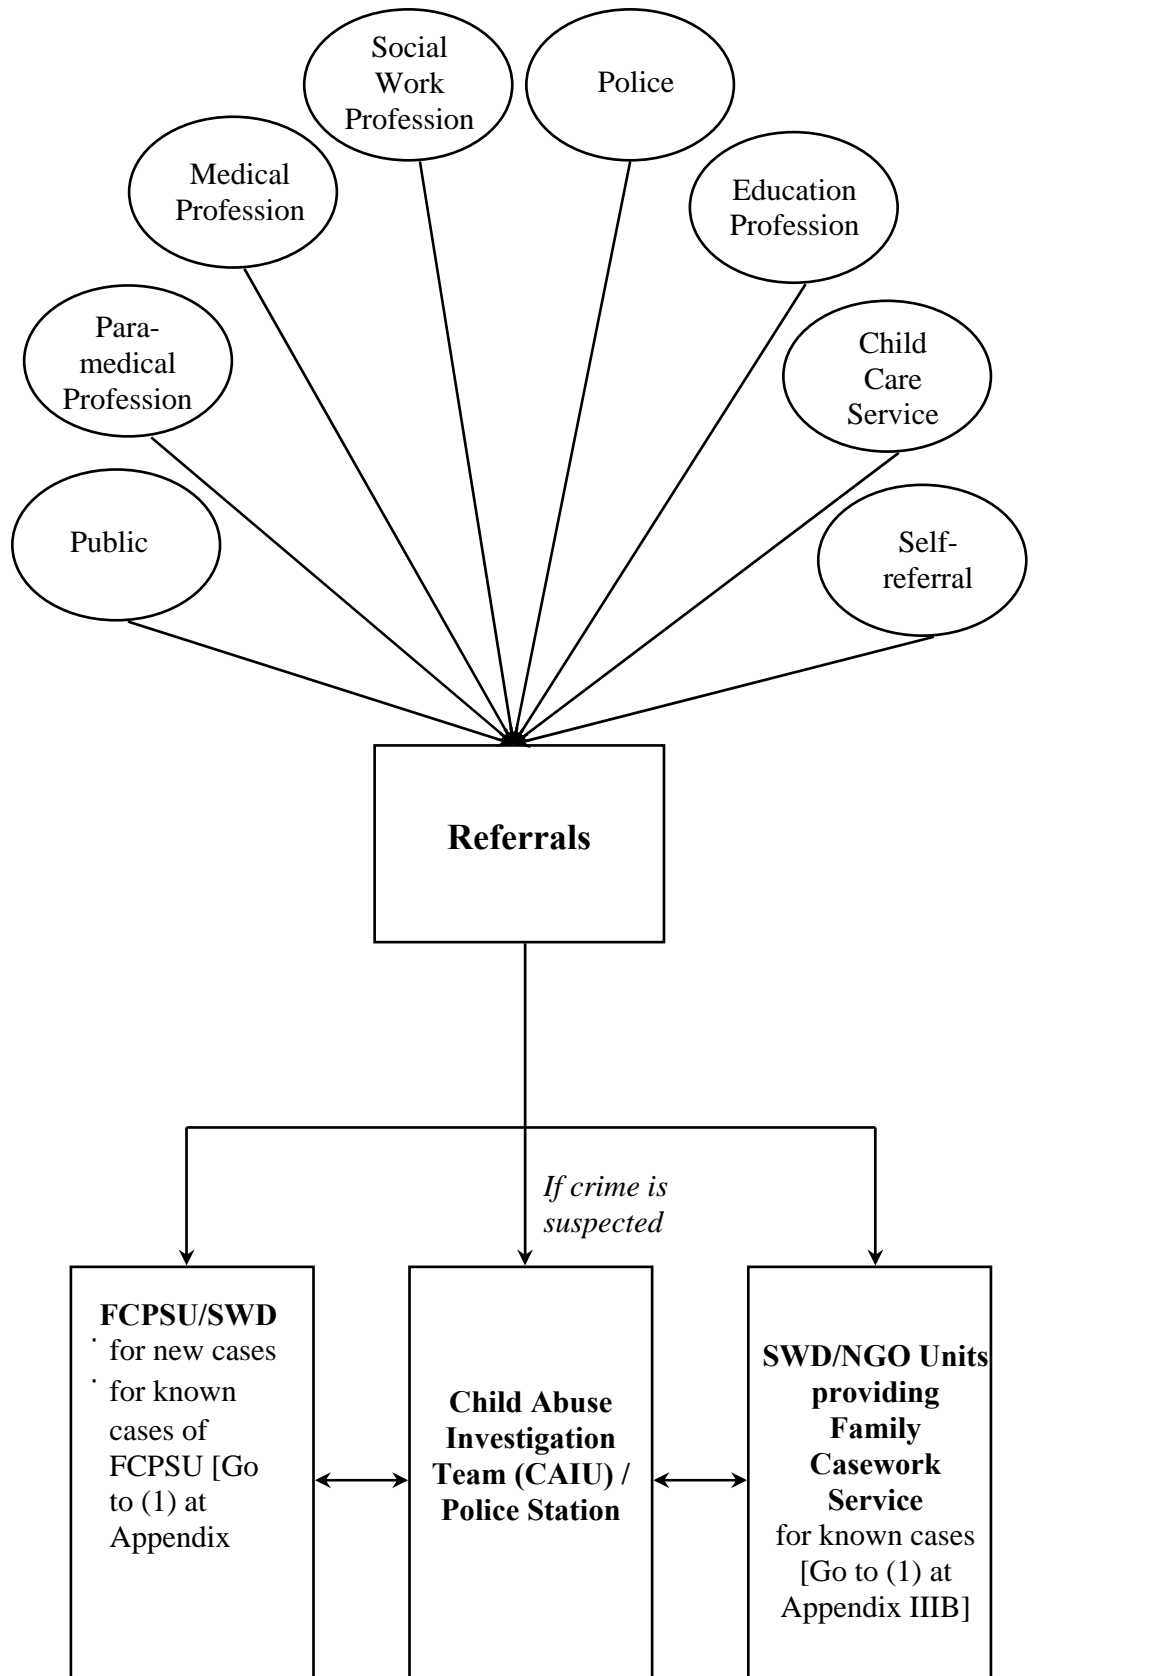 Social
Work
Profession
Police
Medical
Profession
Education
Profession
Para-
medical
Profession
Child
Care
Service
Public
Self-
referral
Referrals
If crime is
suspected
FCPSU/SWD
· for new cases
· for known
cases of
FCPSU [Go
to (1) at
Appendix
Child Abuse
Investigation
Team (CAIU) /
Police Station
SWD/NGO Units
providing
Family
Casework
Service
for known cases
[Go to (1) at
Appendix IIIB]